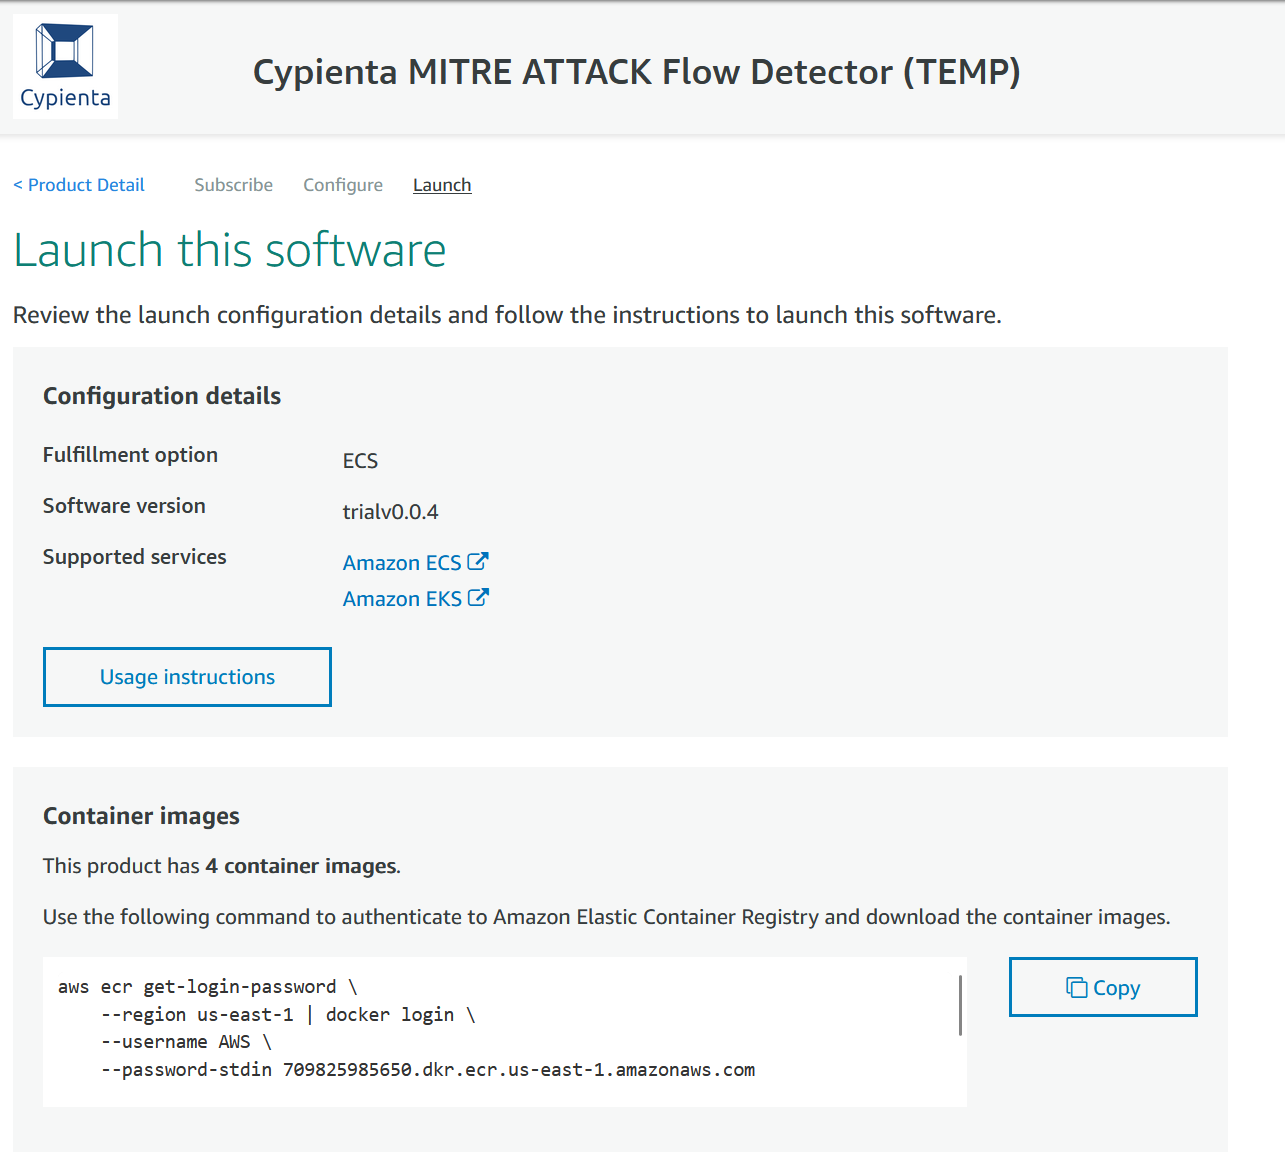 Cypienta
Cypienta MITRE ATTACK Flow Detector (TEMP)
< Product Detail Subscribe Configure Launch
Launch this software
Review the launch configuration details and follow the instructions to launch this software.
Configuration details
Fulfillment option ECS
Software version trialv0.0.4
Supported services Amazon ECS
Amazon EKS
Usage instructions
Container images
This product has 4 container images.
Use the following command to authenticate to Amazon Elastic Container Registry and download the container images.
aws ecr get-login-password \
--region us-east-1 | docker login \
--username AWS \
--password-stdin 709825985650.dkr.ecr.us-east-1.amazonaws.com
Copy